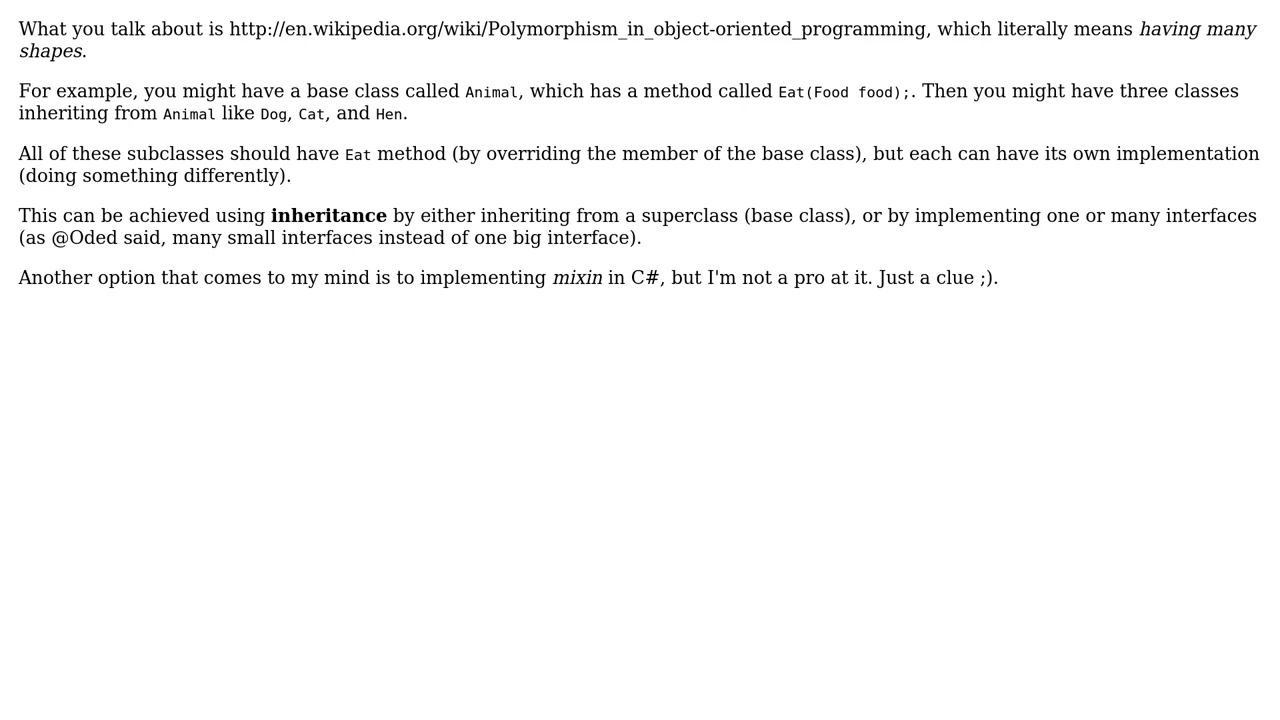 What you talk about is http://en.wikipedia.org/wiki/Polymorphism_in_object-oriented_programming, which literally means having many
shapes.
For example, you might have a base class called Animal, which has a method called Eat(Food food);. Then you might have three classes
inheriting from Animal like Dog, Cat, and Hen.
All of these subclasses should have Eat method (by overriding the member of the base class), but each can have its own implementation
(doing something differently).
This can be achieved using inheritance by either inheriting from a superclass (base class), or by implementing one or many interfaces
(as @Oded said, many small interfaces instead of one big interface).
Another option that comes to my mind is to implementing mixin in C#, but I'm not a pro at it. Just a clue ;).